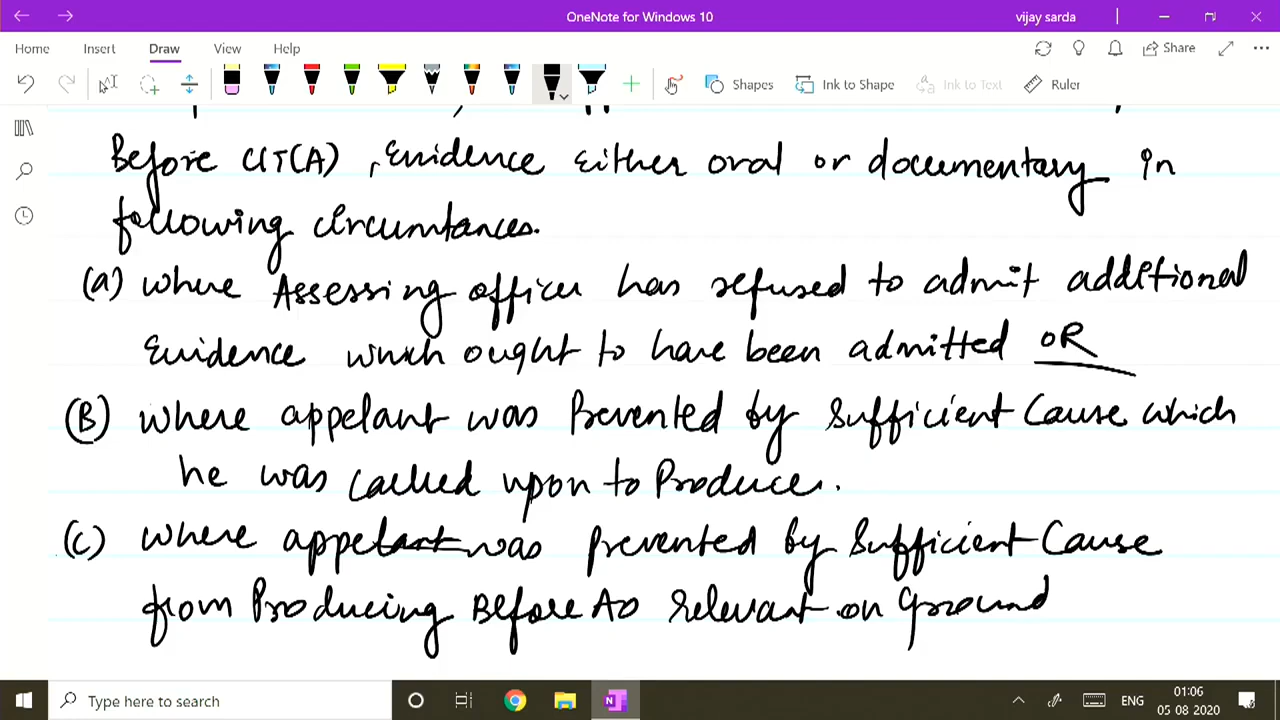 OneNote for Windows 10
vijay sarda
Home Insert Draw View Help
Share
Shapes Ink to Shape Ink to Text Ruler
Before CIT(A), Evidence Either oral or documentary in
following circumtances.
(a) where Assessing officer has refused to admit additional
Evidence which ought to have been admitted OR
(B) where appelant was Prevented by Sufficient Cause which
he was called upon to Produce.
(C) where appelant was prevented by Sufficient Cause
from Producing Before AO relevant on Ground
Type here to search
ENG
01:06
05-08-2020